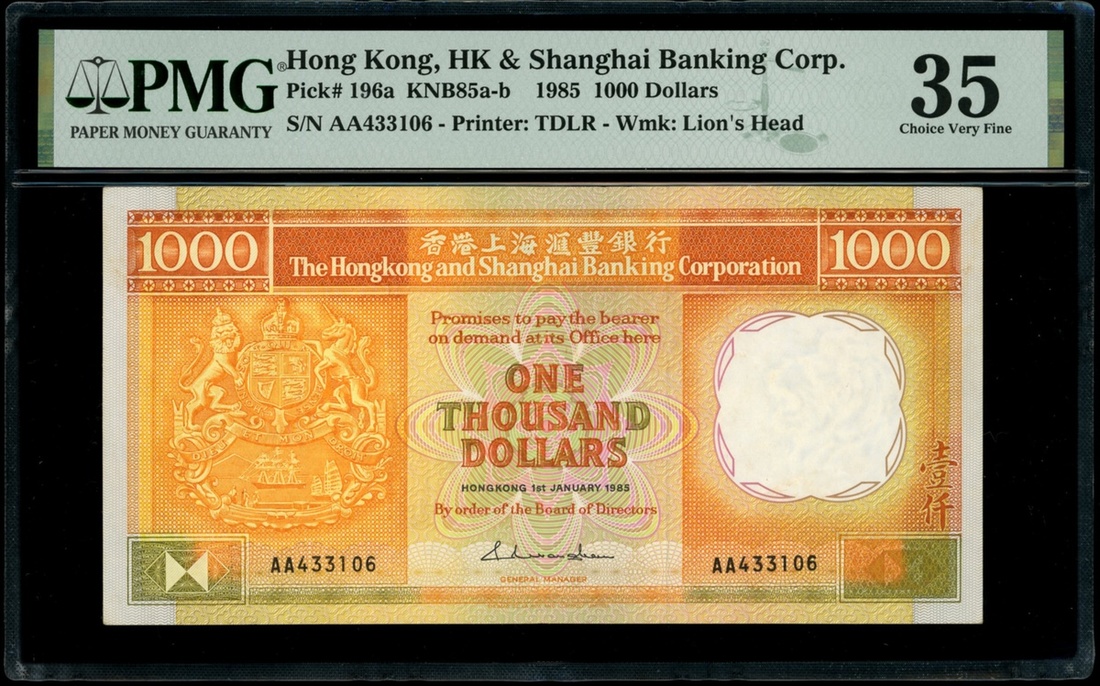 PMG®
PAPER MONEY GUARANTY
Hong Kong, HK & Shanghai Banking Corp.
Pick# 196a KNB85a-b 1985 1000 Dollars
S/N AA433106 - Printer: TDLR - Wmk: Lion's Head
35
Choice Very Fine
1000
香港上海滙豐銀行
The Hongkong and Shanghai Banking Corporation
1000
Promises to pay the bearer
on demand at its Office here
ONE
THOUSAND
DOLLARS
HONGKONG 1st JANUARY 1985
By order of the Board of Directors
壹仟
AA433106
GENERAL MANAGER
AA433106